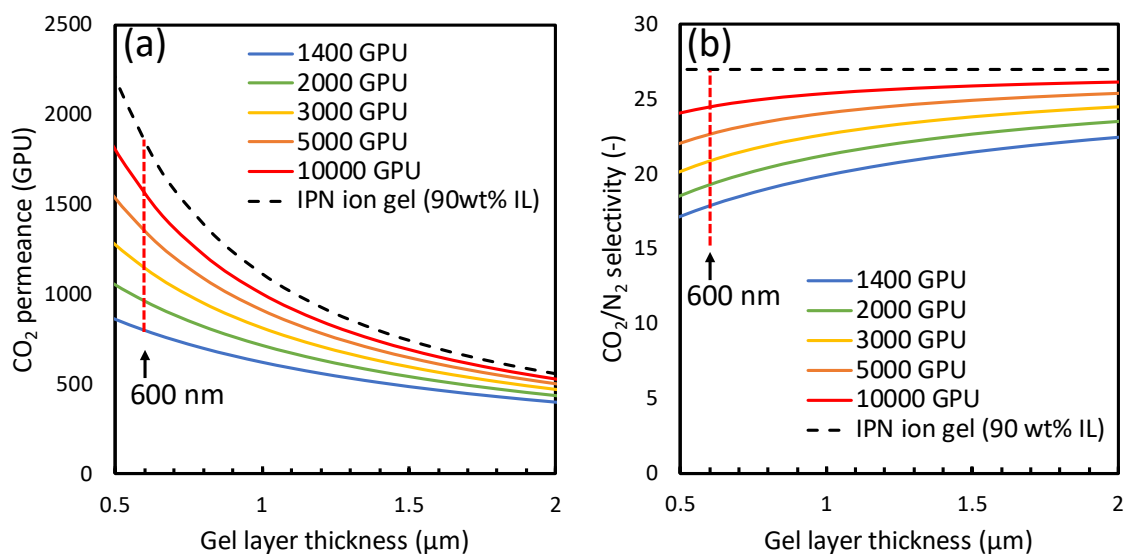 (a)
CO₂ permeance (GPU)
2500
2000
1500
1000
500
0
1400 GPU
2000 GPU
3000 GPU
5000 GPU
10000 GPU
IPN ion gel (90wt% IL)
600 nm
0.5 1 1.5 2
Gel layer thickness (μm)
(b)
CO₂/N₂ selectivity (-)
30
25
20
15
10
5
0
600 nm
1400 GPU
2000 GPU
3000 GPU
5000 GPU
10000 GPU
IPN ion gel (90 wt% IL)
0.5 1 1.5 2
Gel layer thickness (μm)